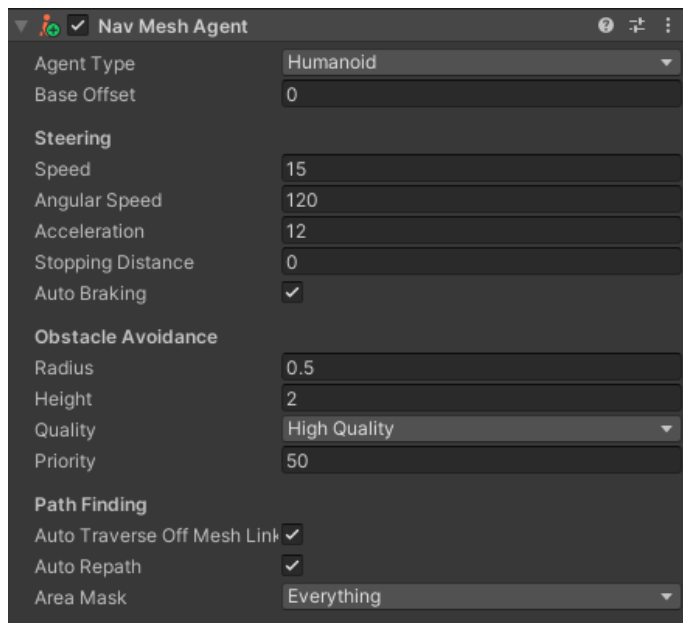 Nav Mesh Agent
Agent Type Humanoid
Base Offset 0
Steering
Speed 15
Angular Speed 120
Acceleration 12
Stopping Distance 0
Auto Braking
Obstacle Avoidance
Radius 0.5
Height 2
Quality High Quality
Priority 50
Path Finding
Auto Traverse Off Mesh Link
Auto Repath
Area Mask Everything